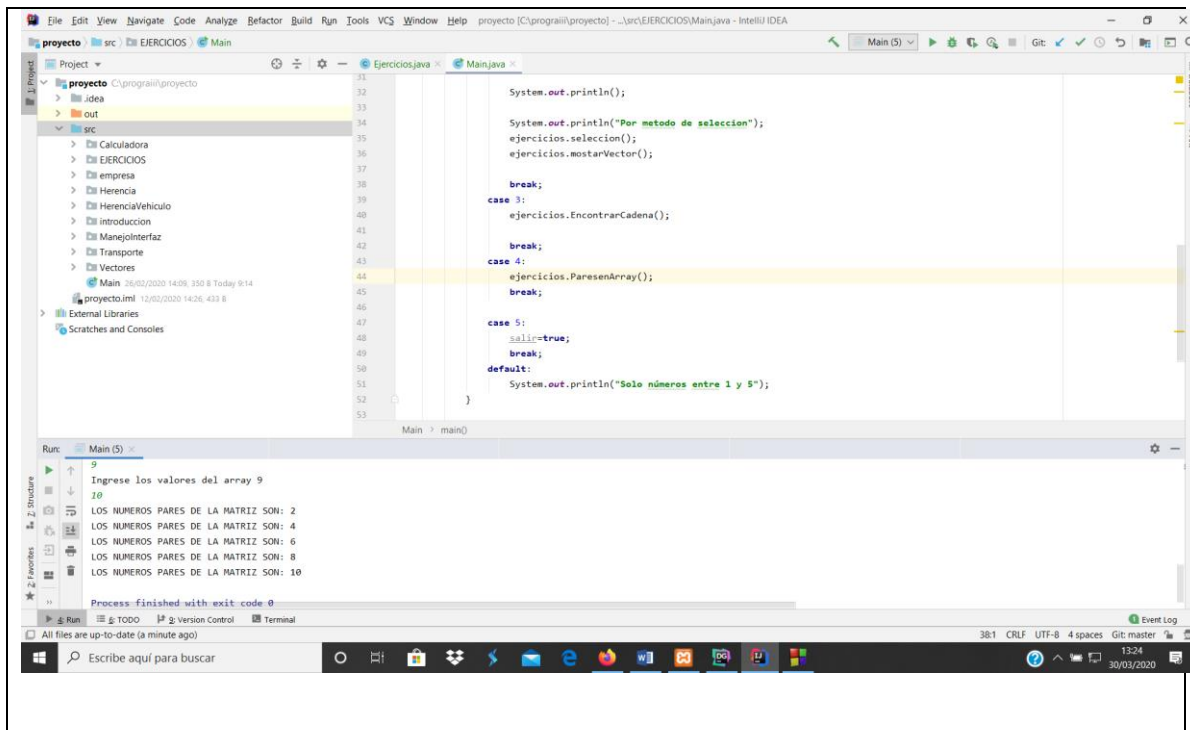 File Edit View Navigate Code Analyze Refactor Build Run Tools VCS Window Help proyecto [C:\prograiii\proyecto] - ...\src\EJERCICIOS\Main.java - IntelliJ IDEA
proyecto src EJERCICIOS Main
Main (5)
Git:
Project
Ejercicios.java
Main.java
1: Project
proyecto C:\prograiii\proyecto
.idea
out
src
Calculadora
EJERCICIOS
empresa
Herencia
HerenciaVehiculo
introduccion
ManejoInterfaz
Transporte
Vectores
Main 26/02/2020 14:09, 350 B Today 9:14
proyecto.iml 12/02/2020 14:26, 433 B
External Libraries
Scratches and Consoles
31
32 System.out.println();
33
34 System.out.println("Por metodo de seleccion");
35 ejercicios.seleccion();
36 ejercicios.mostarVector();
37
38 break;
39 case 3:
40 ejercicios.EncontrarCadena();
41
42 break;
43 case 4:
44 ejercicios.ParesenArray();
45 break;
46
47 case 5:
48 salir=true;
49 break;
50 default:
51 System.out.println("Solo números entre 1 y 5");
52 }
53
Main main()
Run: Main (5)
9
Ingrese los valores del array 9
10
LOS NUMEROS PARES DE LA MATRIZ SON: 2
LOS NUMEROS PARES DE LA MATRIZ SON: 4
LOS NUMEROS PARES DE LA MATRIZ SON: 6
LOS NUMEROS PARES DE LA MATRIZ SON: 8
LOS NUMEROS PARES DE LA MATRIZ SON: 10
Process finished with exit code 0
Z: Structure
2: Favorites
4: Run 6: TODO 9: Version Control Terminal
Event Log
All files are up-to-date (a minute ago)
38:1 CRLF UTF-8 4 spaces Git: master
Escribe aquí para buscar
13:24
30/03/2020